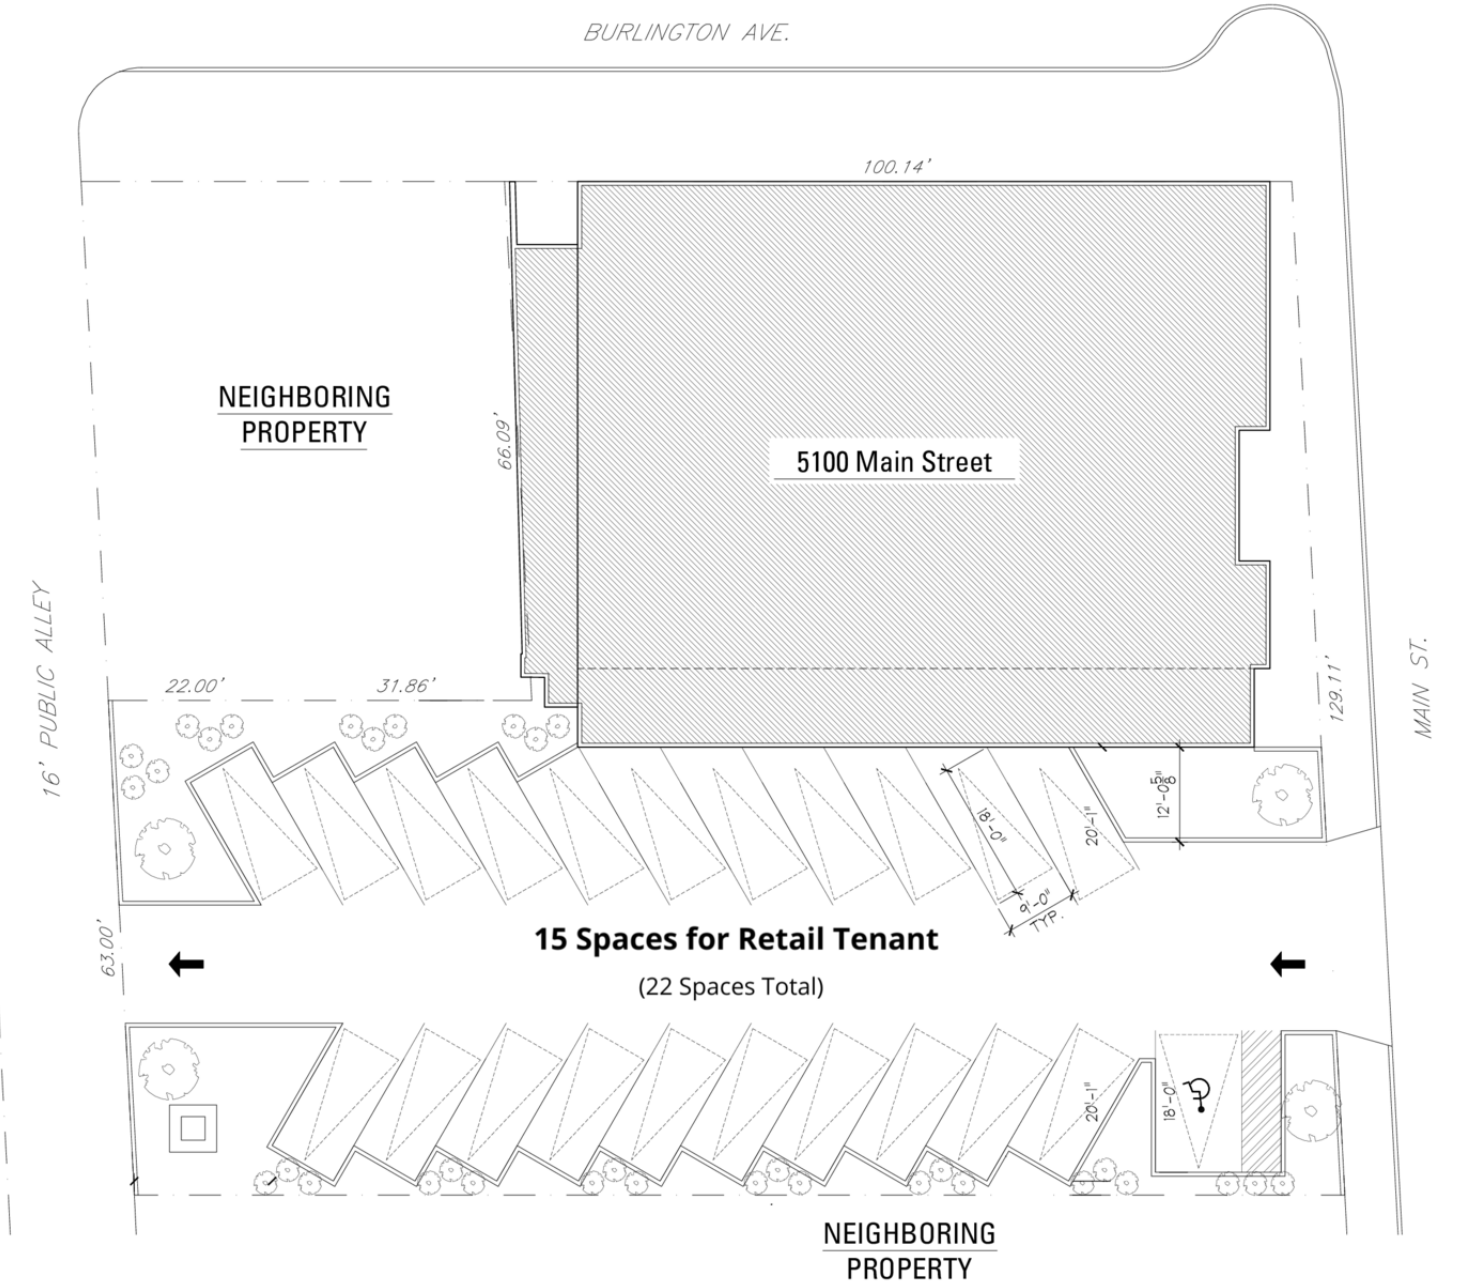 BURLINGTON AVE.
100.14'
NEIGHBORING
PROPERTY
66.09'
5100 Main Street
16' PUBLIC ALLEY
22.00'
31.86'
129.11'
MAIN ST.
18'-0"
20'-1"
12'-0⅝"
9'-0"
TYP.
63.00'
15 Spaces for Retail Tenant
(22 Spaces Total)
20'-1"
18'-0"
NEIGHBORING
PROPERTY